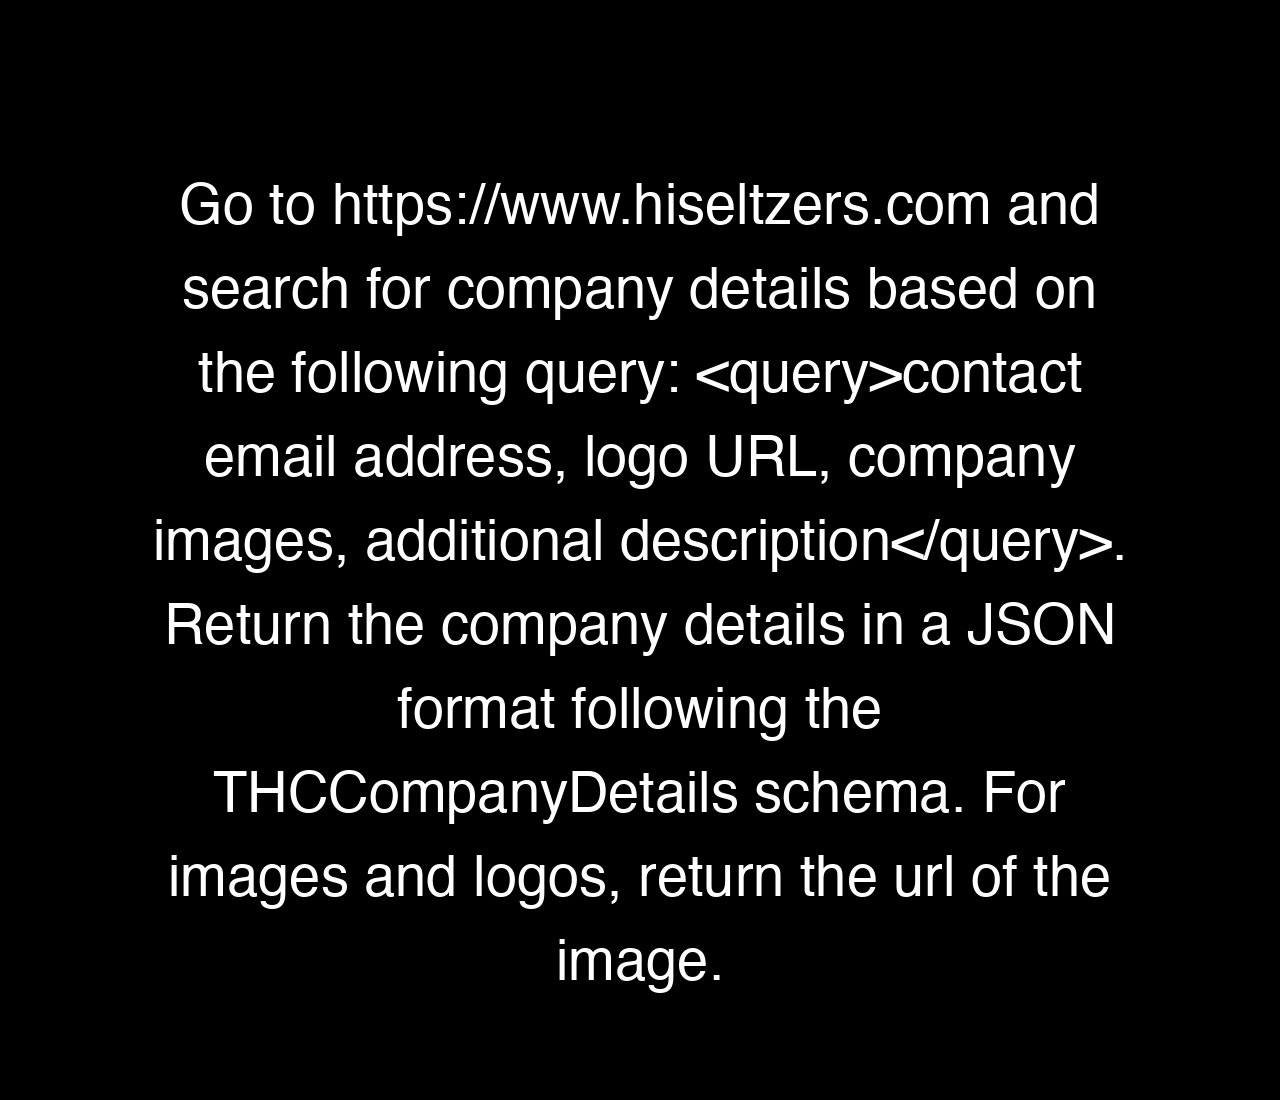 Go to https://www.hiseltzers.com and
search for company details based on
the following query: <query>contact
email address, logo URL, company
images, additional description</query>.
Return the company details in a JSON
format following the
THCCompanyDetails schema. For
images and logos, return the url of the
image.